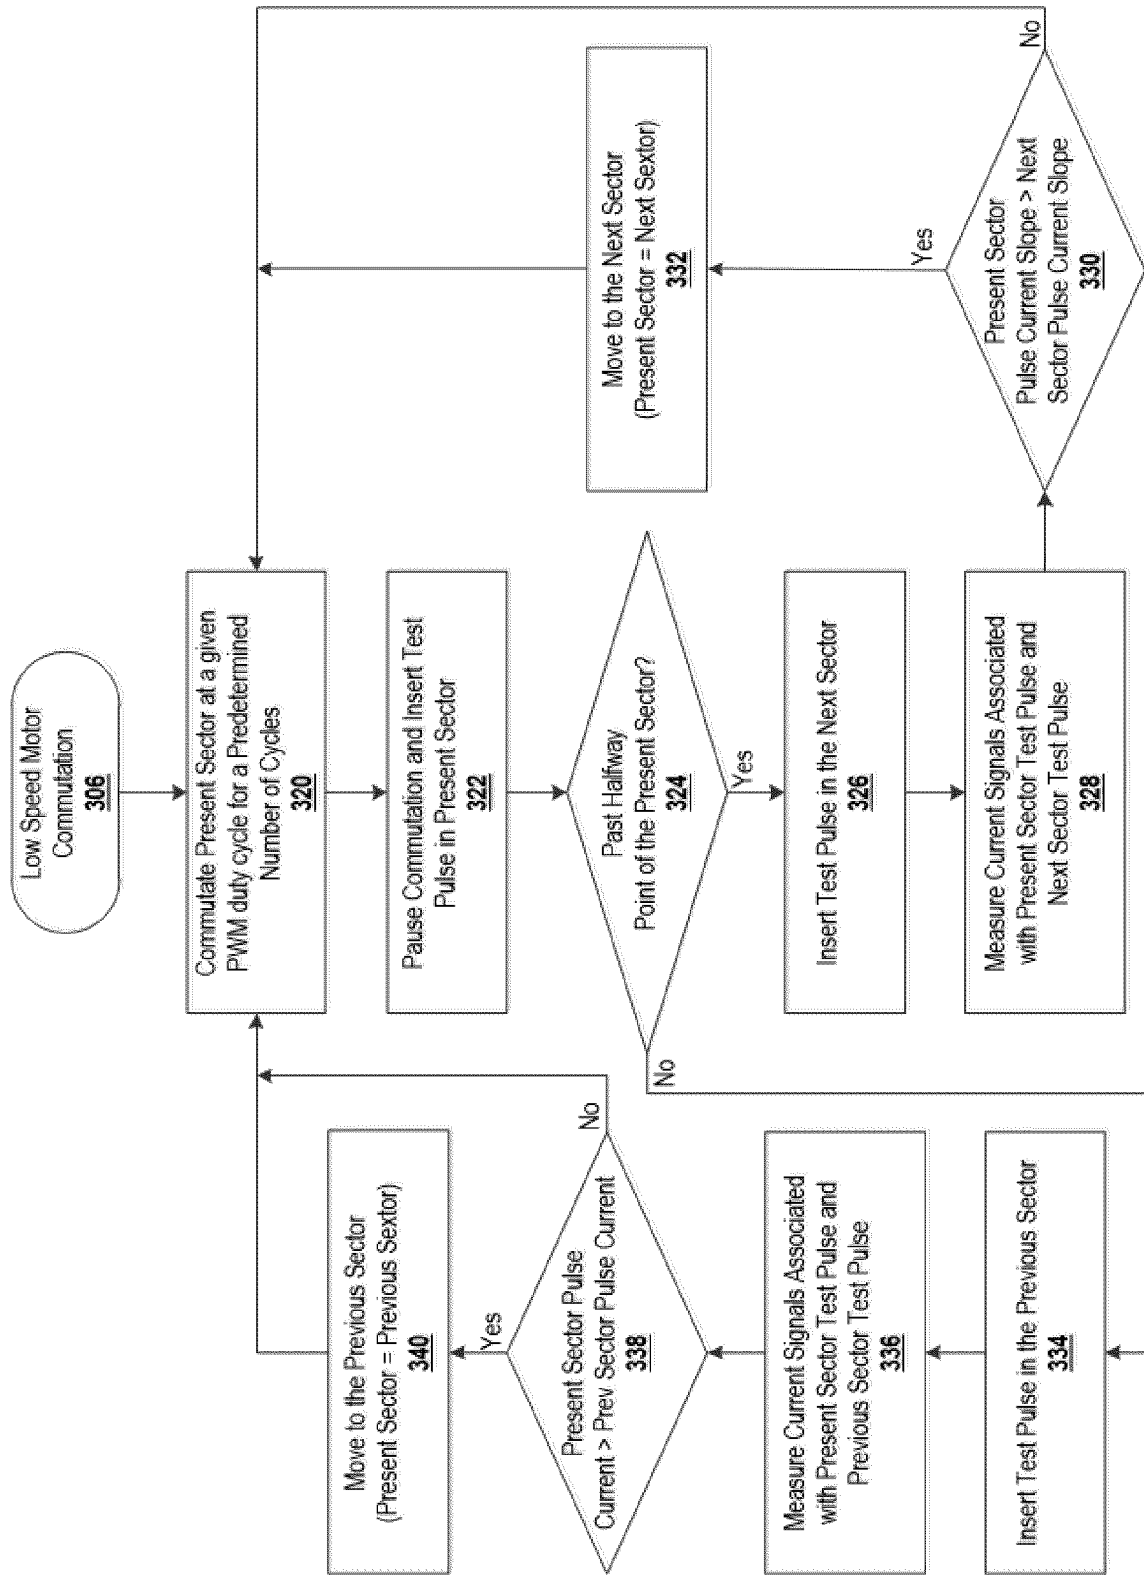 Low Speed Motor
Commutation
306
Commutate Present Sector at a given
PWM duty cycle for a Predetermined
Number of Cycles
320
Pause Commutation and Insert Test
Pulse in Present Sector
322
Past Halfway
Point of the Present Sector?
324
Yes
No
Insert Test Pulse in the Next Sector
326
Measure Current Signals Associated
with Present Sector Test Pulse and
Next Sector Test Pulse
328
Present Sector
Pulse Current Slope > Next
Sector Pulse Current Slope
330
Yes
No
Move to the Next Sector
(Present Sector = Next Sextor)
332
Insert Test Pulse in the Previous Sector
334
Measure Current Signals Associated
with Present Sector Test Pulse and
Previous Sector Test Pulse
336
Present Sector Pulse
Current > Prev Sector Pulse Current
338
Yes
No
Move to the Previous Sector
(Present Sector = Previous Sextor)
340